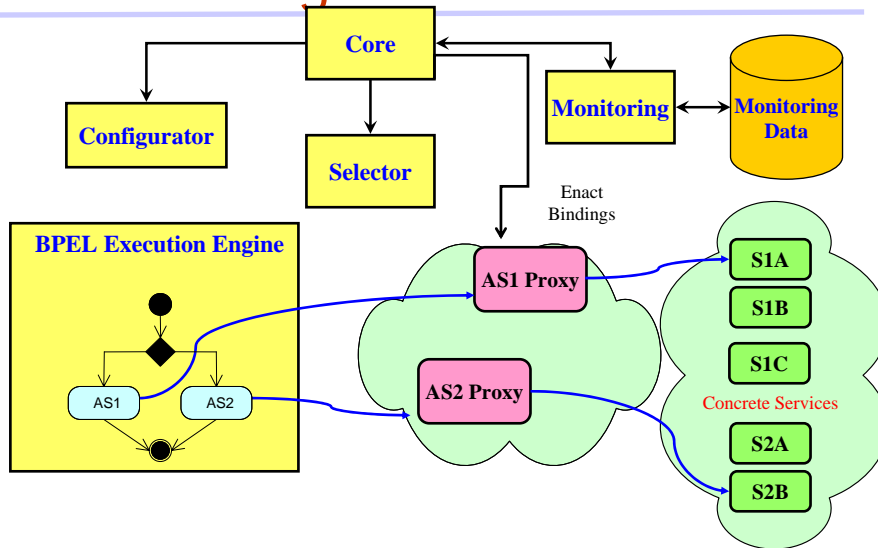 Core
Configurator
Selector
Monitoring
Monitoring
Data
Enact
Bindings
BPEL Execution Engine
AS1
AS2
AS1 Proxy
AS2 Proxy
S1A
S1B
S1C
Concrete Services
S2A
S2B